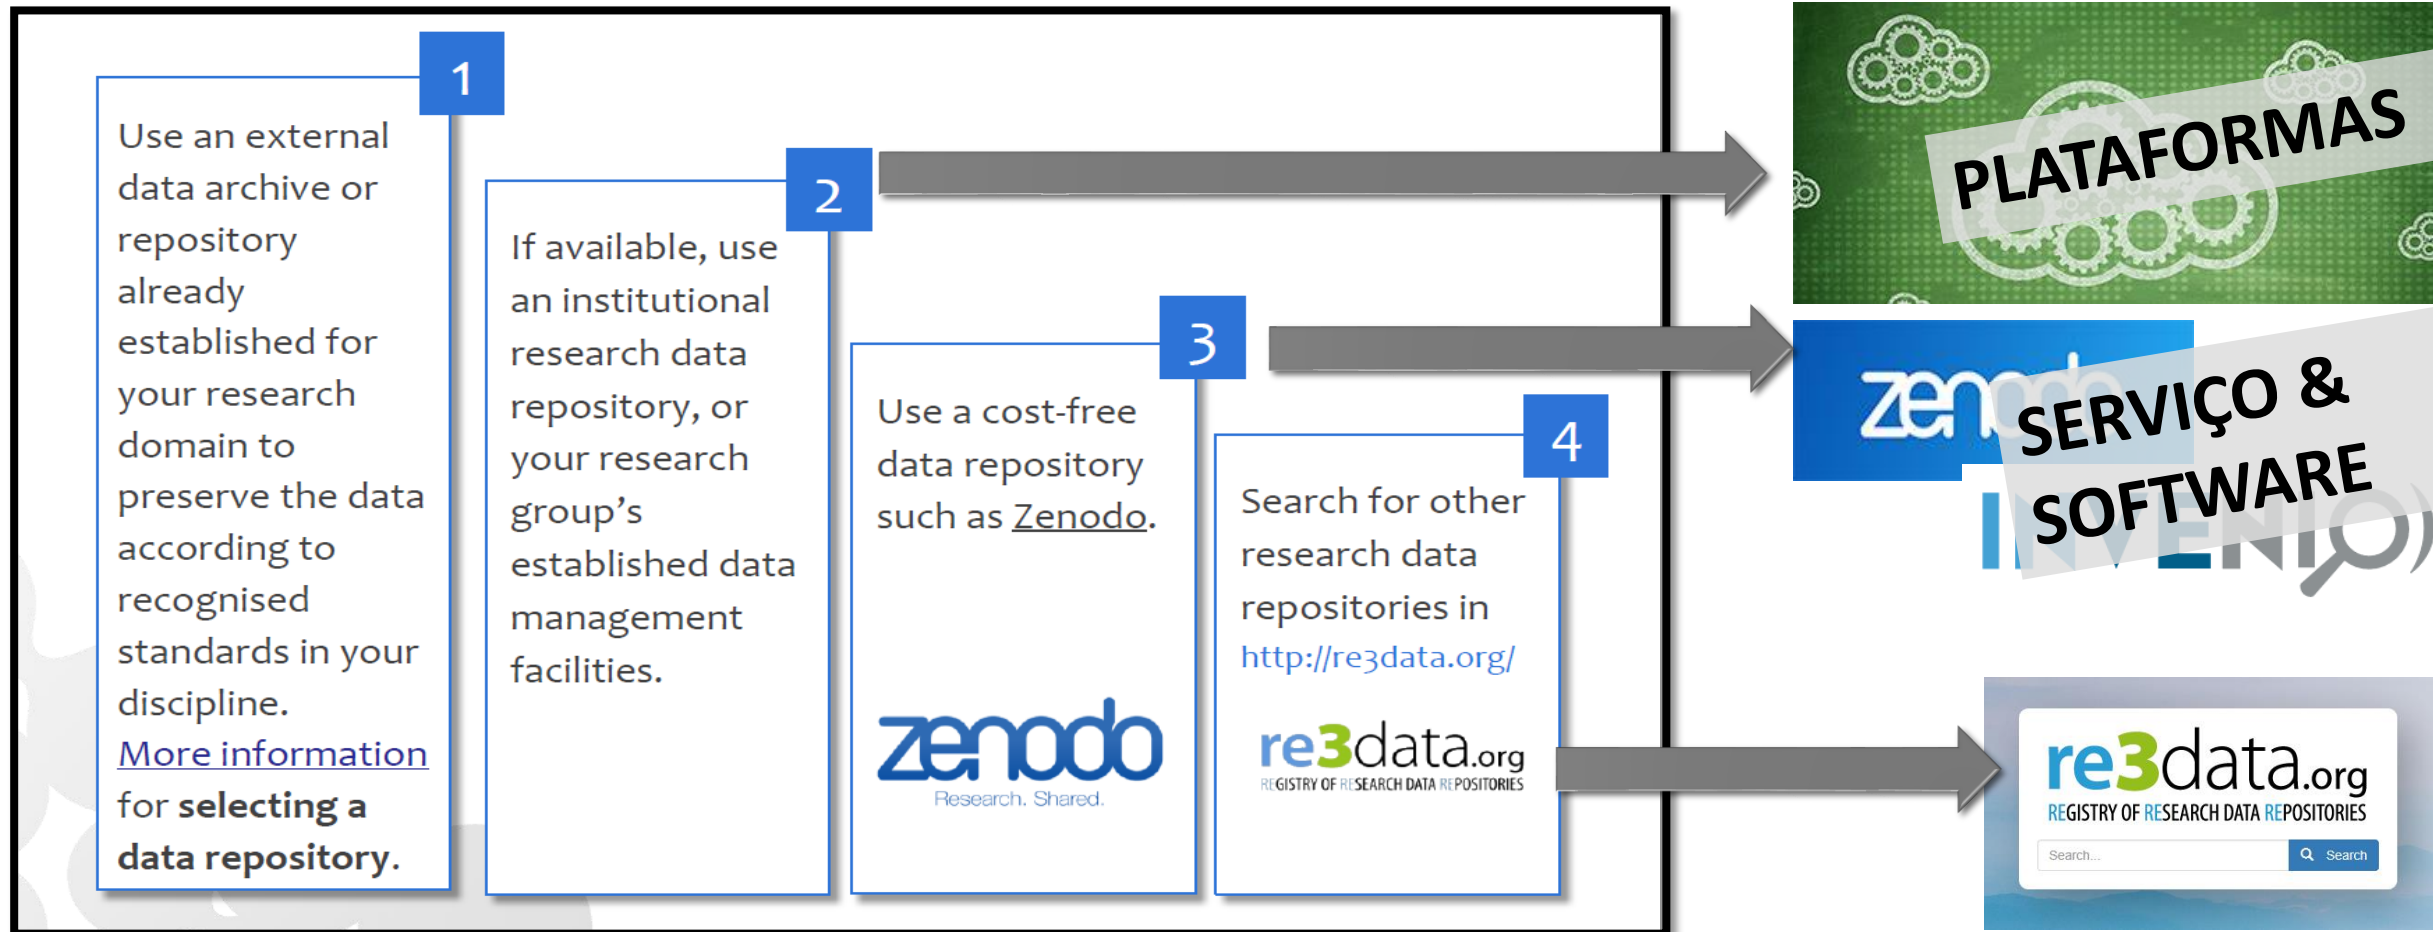 1
Use an external
data archive or
repository
already
established for
your research
domain to
preserve the data
according to
recognised
standards in your
discipline.
More information
for selecting a
data repository.
2
If available, use
an institutional
research data
repository, or
your research
group's
established data
management
facilities.
3
Use a cost-free
data repository
such as Zenodo.
zenodo
Research. Shared.
4
Search for other
research data
repositories in
http://re3data.org/
re3data.org
REGISTRY OF RESEARCH DATA REPOSITORIES
PLATAFORMAS
zenodo
SERVIÇO &
SOFTWARE
INVENIO
re3data.org
REGISTRY OF RESEARCH DATA REPOSITORIES
Search...
Search